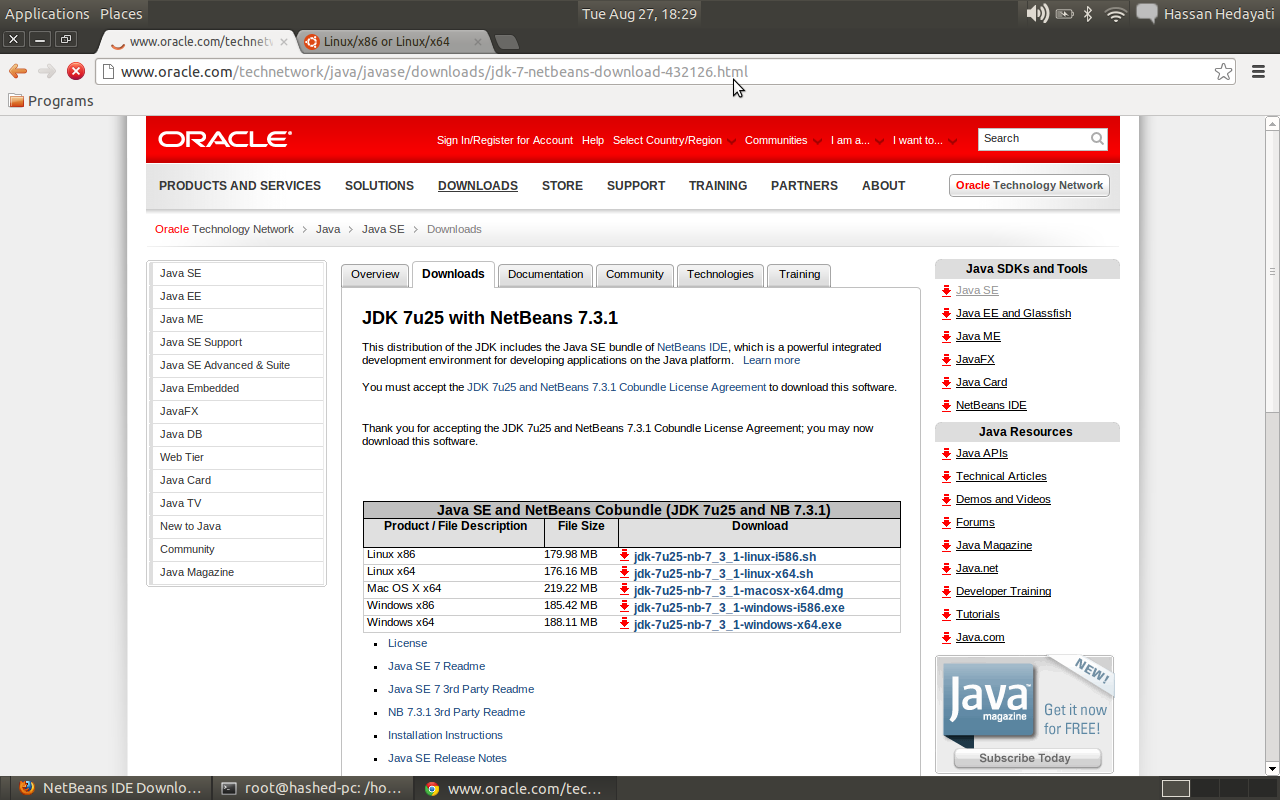 Applications Places Tue Aug 27, 18:29 Hassan Hedayati
www.oracle.com/technetw Linux/x86 or Linux/x64
www.oracle.com/technetwork/java/javase/downloads/jdk-7-netbeans-download-432126.html
Programs
ORACLE Sign In/Register for Account Help Select Country/Region Communities I am a... I want to... Search
PRODUCTS AND SERVICES SOLUTIONS DOWNLOADS STORE SUPPORT TRAINING PARTNERS ABOUT Oracle Technology Network
Oracle Technology Network > Java > Java SE > Downloads
Java SE
Java EE
Java ME
Java SE Support
Java SE Advanced & Suite
Java Embedded
JavaFX
Java DB
Web Tier
Java Card
Java TV
New to Java
Community
Java Magazine
Overview Downloads Documentation Community Technologies Training
JDK 7u25 with NetBeans 7.3.1
This distribution of the JDK includes the Java SE bundle of NetBeans IDE, which is a powerful integrated
development environment for developing applications on the Java platform. Learn more
You must accept the JDK 7u25 and NetBeans 7.3.1 Cobundle License Agreement to download this software.
Thank you for accepting the JDK 7u25 and NetBeans 7.3.1 Cobundle License Agreement; you may now
download this software.
Java SE and NetBeans Cobundle (JDK 7u25 and NB 7.3.1)
Product / File Description File Size Download
Linux x86 179.98 MB jdk-7u25-nb-7_3_1-linux-i586.sh
Linux x64 176.16 MB jdk-7u25-nb-7_3_1-linux-x64.sh
Mac OS X x64 219.22 MB jdk-7u25-nb-7_3_1-macosx-x64.dmg
Windows x86 185.42 MB jdk-7u25-nb-7_3_1-windows-i586.exe
Windows x64 188.11 MB jdk-7u25-nb-7_3_1-windows-x64.exe
License
Java SE 7 Readme
Java SE 7 3rd Party Readme
NB 7.3.1 3rd Party Readme
Installation Instructions
Java SE Release Notes
Java SDKs and Tools
Java SE
Java EE and Glassfish
Java ME
JavaFX
Java Card
NetBeans IDE
Java Resources
Java APIs
Technical Articles
Demos and Videos
Forums
Java Magazine
Java.net
Developer Training
Tutorials
Java.com
NEW!
Java™
magazine
Get it now
for FREE!
Subscribe Today
NetBeans IDE Downlo... root@hashed-pc: /ho... www.oracle.com/tec...